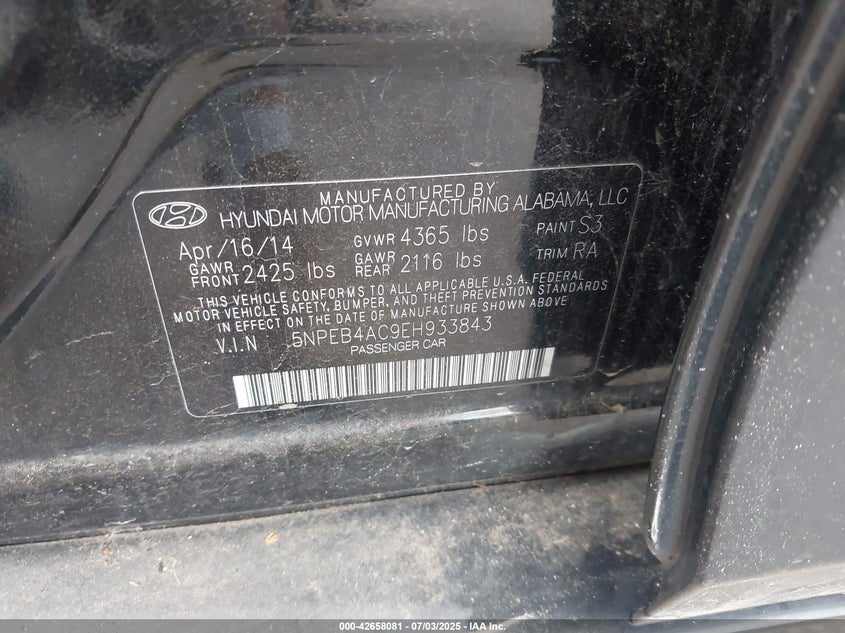 MANUFACTURED BY
HYUNDAI MOTOR MANUFACTURING ALABAMA, LLC
Apr/16/14 GVWR 4365 lbs PAINT S3
GAWR FRONT 2425 lbs GAWR REAR 2116 lbs TRIM RA
THIS VEHICLE CONFORMS TO ALL APPLICABLE U.S.A. FEDERAL
MOTOR VEHICLE SAFETY, BUMPER, AND THEFT PREVENTION STANDARDS
IN EFFECT ON THE DATE OF MANUFACTURE SHOWN ABOVE
V.I.N 5NPEB4AC9EH933843
PASSENGER CAR
000-42658081 - 07/03/2025 - © IAA Inc.